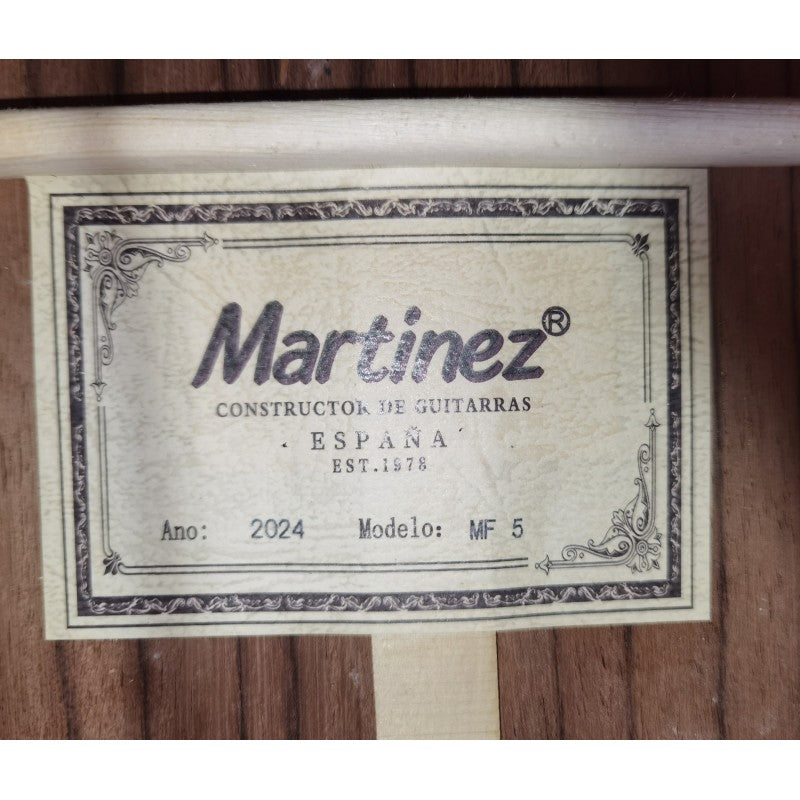 Martinez®
CONSTRUCTOR DE GUITARRAS
ESPAÑA
EST.1978
Ano: 2024 Modelo: MF 5